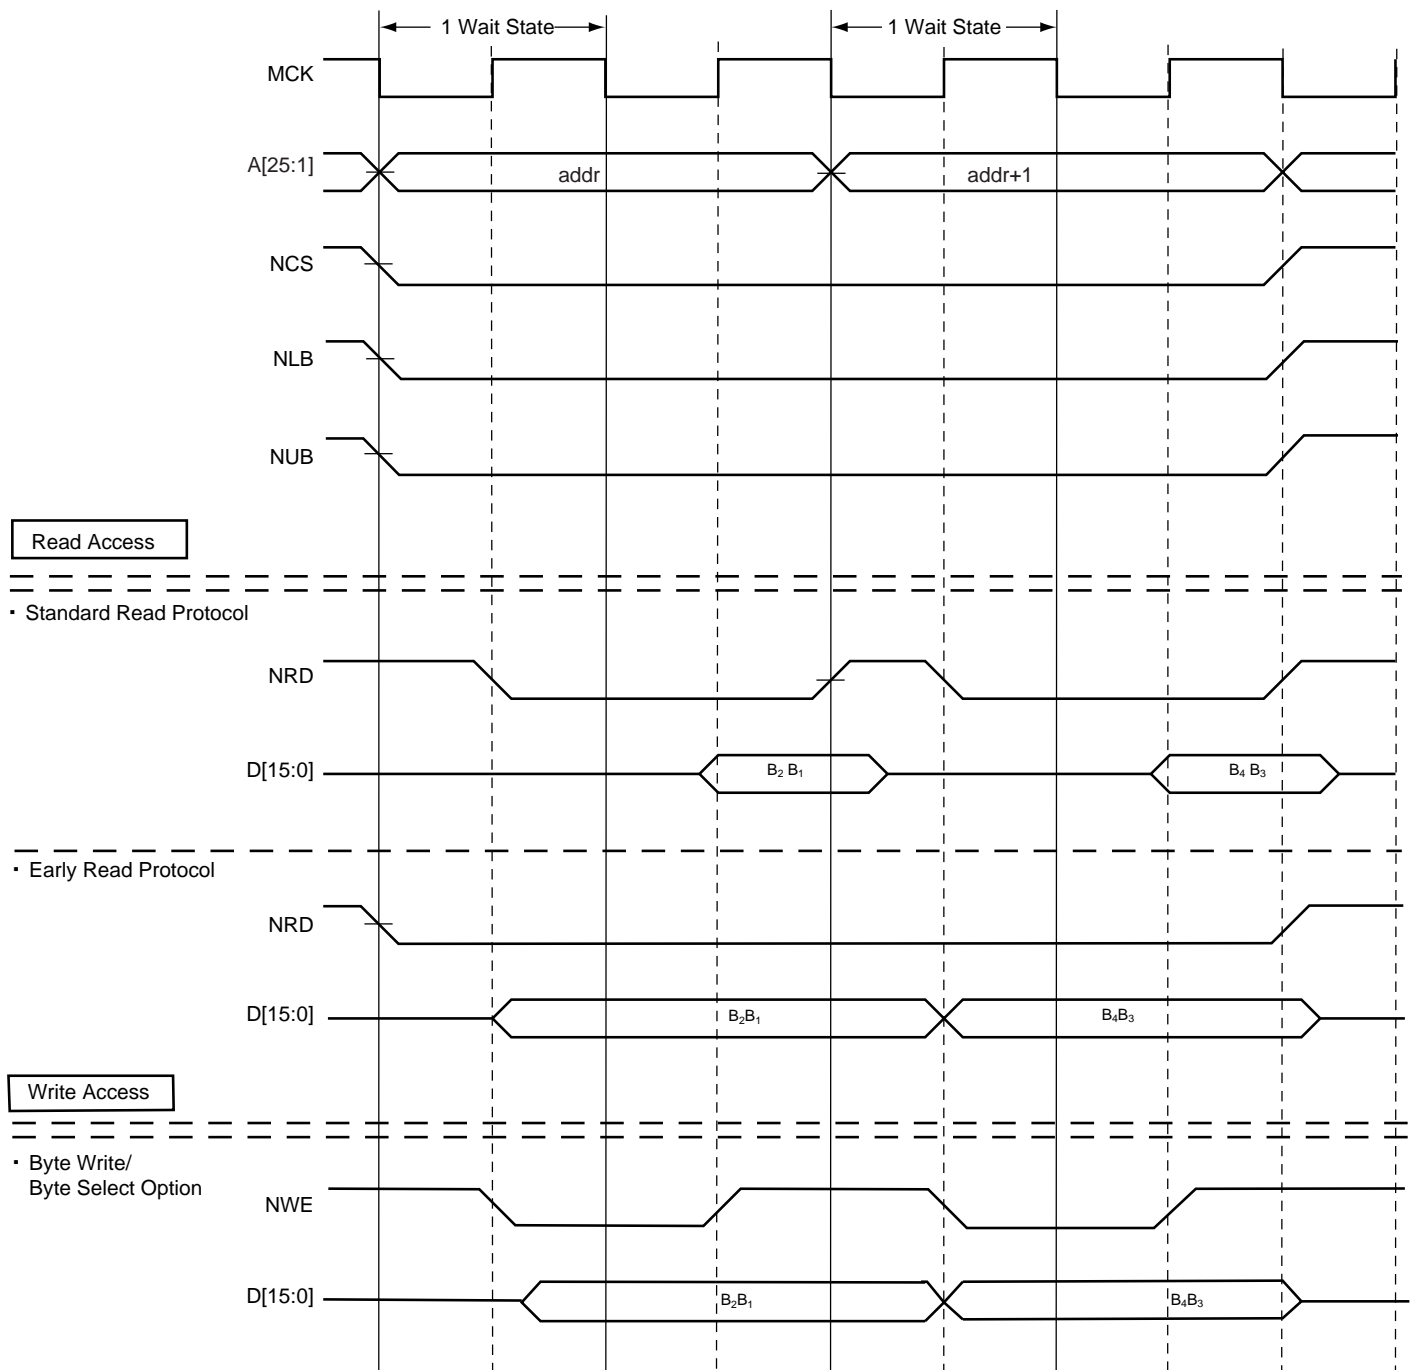 1 Wait State 1 Wait State
MCK
A[25:1] addr addr+1
NCS
NLB
NUB
Read Access
· Standard Read Protocol
NRD
D[15:0] B₂ B₁ B₄ B₃
· Early Read Protocol
NRD
D[15:0] B₂B₁ B₄B₃
Write Access
· Byte Write/
Byte Select Option
NWE
D[15:0] B₂B₁ B₄B₃